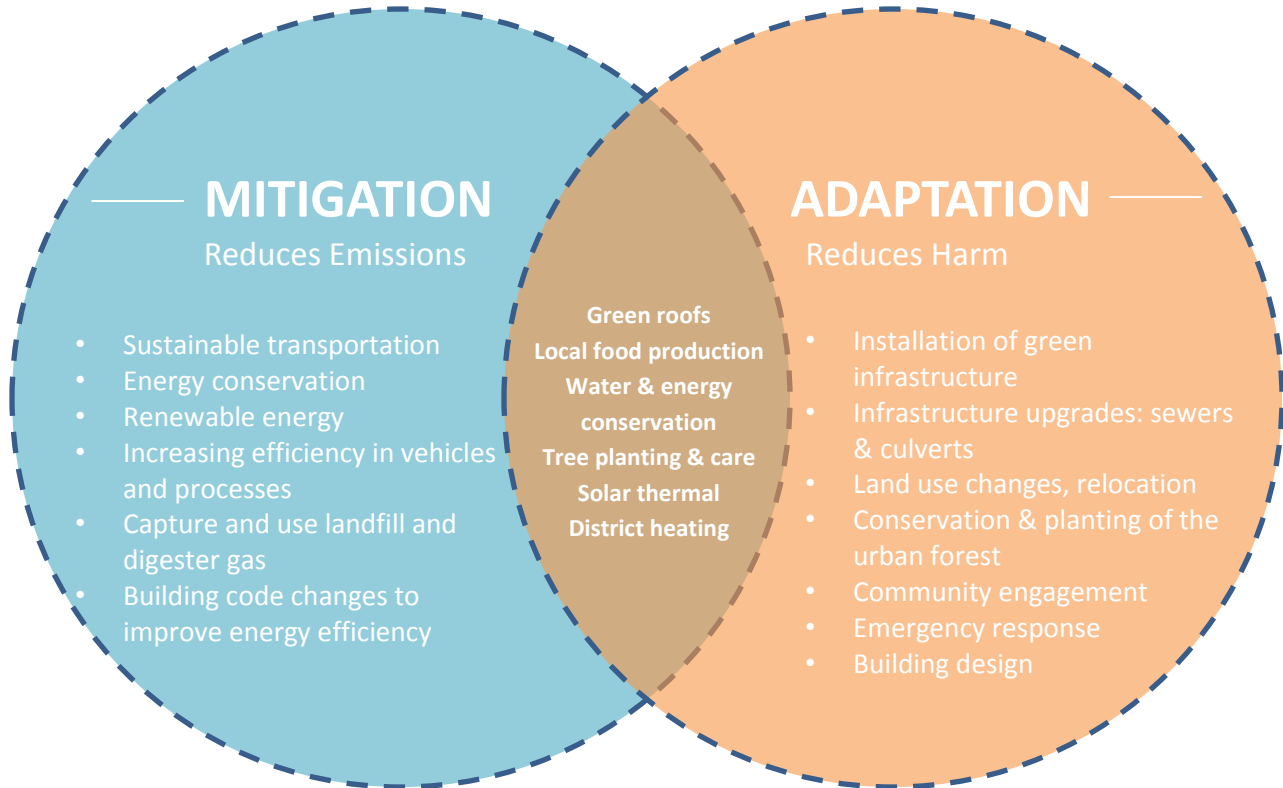 MITIGATION
Reduces Emissions
• Sustainable transportation
• Energy conservation
• Renewable energy
• Increasing efficiency in vehicles
and processes
• Capture and use landfill and
digester gas
• Building code changes to
improve energy efficiency
Green roofs
Local food production
Water & energy
conservation
Tree planting & care
Solar thermal
District heating
ADAPTATION
Reduces Harm
• Installation of green
infrastructure
• Infrastructure upgrades: sewers
& culverts
• Land use changes, relocation
• Conservation & planting of the
urban forest
• Community engagement
• Emergency response
• Building design